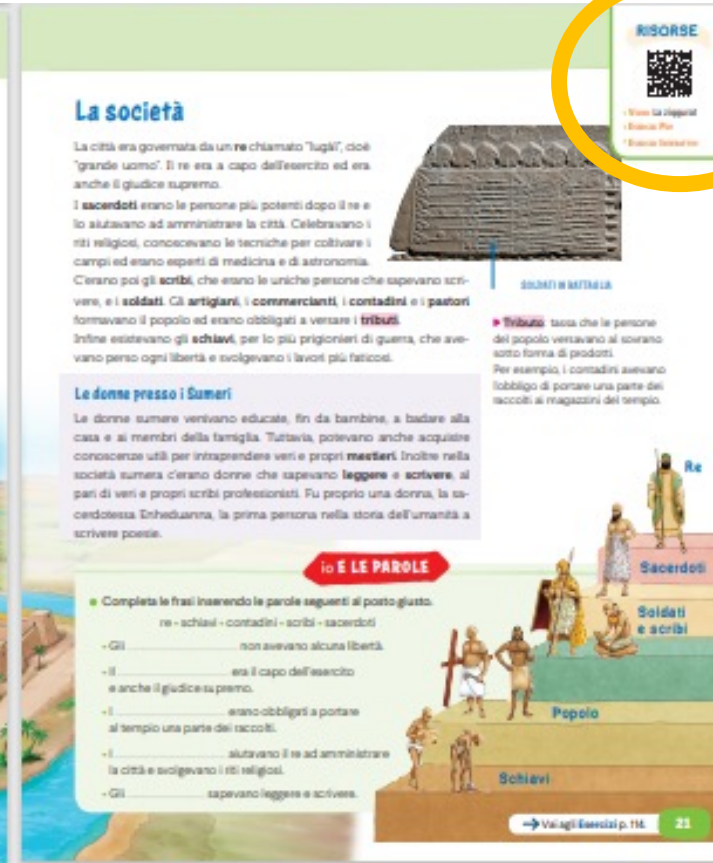 RISORSE
• Video La ziggurat
La società
La città era governata da un re chiamato "lugàl", cioè
"grande uomo". Il re era a capo dell'esercito ed era
anche il giudice supremo.
I sacerdoti erano le persone più potenti dopo il re e
lo aiutavano ad amministrare la città. Celebravano i
riti religiosi, conoscevano le tecniche per coltivare i
campi ed erano esperti di medicina e di astronomia.
C'erano poi gli scribi, che erano le uniche persone che sapevano scri-
vere, e i soldati. Gli artigiani, i commercianti, i contadini e i pastori
formavano il popolo ed erano obbligati a versare i tributi.
Infine esistevano gli schiavi, per lo più prigionieri di guerra, che ave-
vano perso ogni libertà e svolgevano i lavori più faticosi.
SOLDATI IN BATTAGLIA
Tributo: tassa che le persone
del popolo versavano al sovrano
sotto forma di prodotti.
Per esempio, i contadini avevano
l'obbligo di portare una parte dei
raccolti ai magazzini del tempio.
Le donne presso i Sumeri
Le donne sumere venivano educate, fin da bambine, a badare alla
casa e ai membri della famiglia. Tuttavia, potevano anche acquisire
conoscenze utili per intraprendere veri e propri mestieri. Inoltre nella
società sumera c'erano donne che sapevano leggere e scrivere, al
pari di veri e propri scribi professionisti. Fu proprio una donna, la sa-
cerdotessa Enheduanna, la prima persona nella storia dell'umanità a
scrivere poesie.
io E LE PAROLE
Completa le frasi inserendo le parole seguenti al posto giusto.
re - schiavi - contadini - scribi - sacerdoti
• Gli non avevano alcuna libertà.
• Il era il capo dell'esercito
e anche il giudice supremo.
• I erano obbligati a portare
al tempio una parte dei raccolti.
• I aiutavano il re ad amministrare
la città e svolgevano i riti religiosi.
• Gli sapevano leggere e scrivere.
Re
Sacerdoti
Soldati
e scribi
Popolo
Schiavi
Vai agli Esercizi p. 114.
21